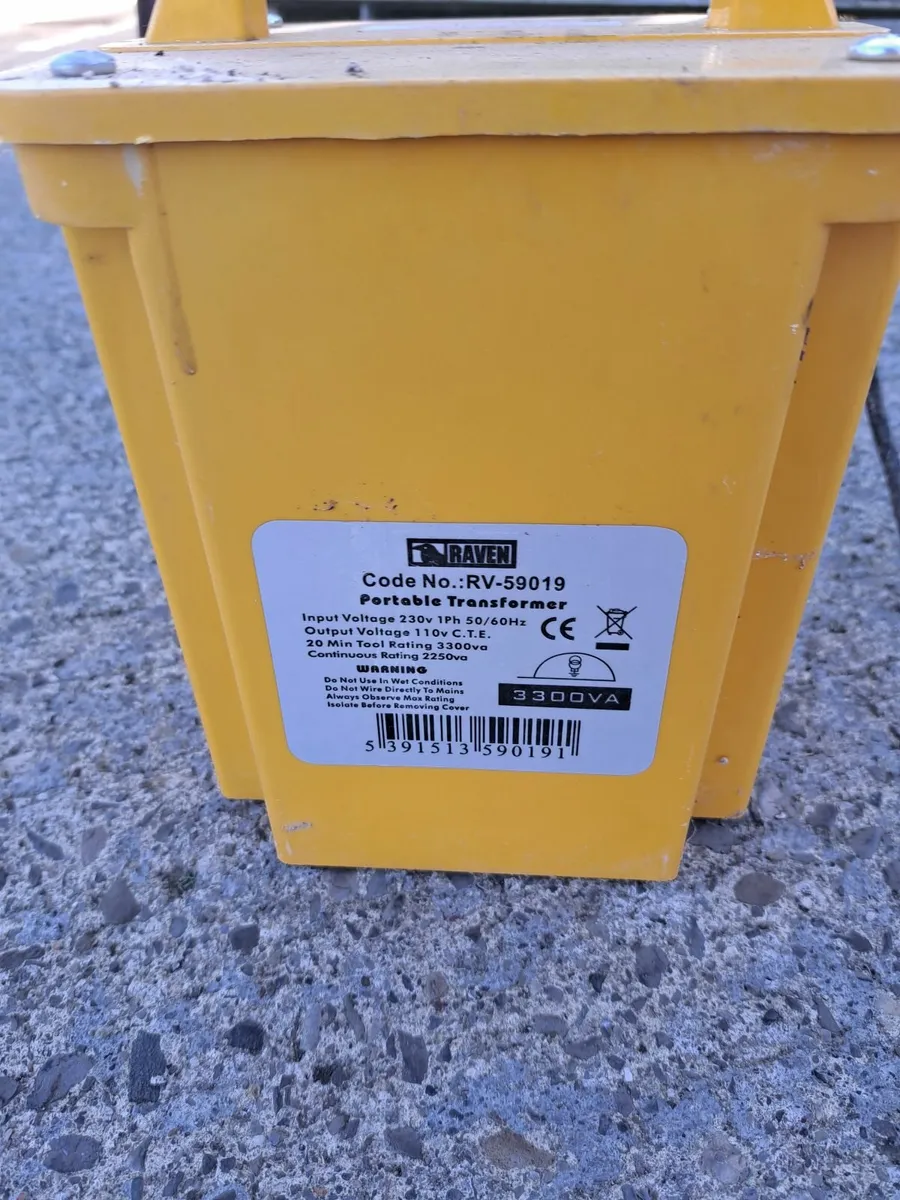 RAVEN
Code No.:RV-59019
Portable Transformer
Input Voltage 230v 1Ph 50/60Hz
Output Voltage 110v C.T.E.
20 Min Tool Rating 3300va
Continuous Rating 2250va
CE
WARNING
Do Not Use In Wet Conditions
Do Not Wire Directly To Mains
Always Observe Max Rating
Isolate Before Removing Cover
3300VA
5 391513 590191